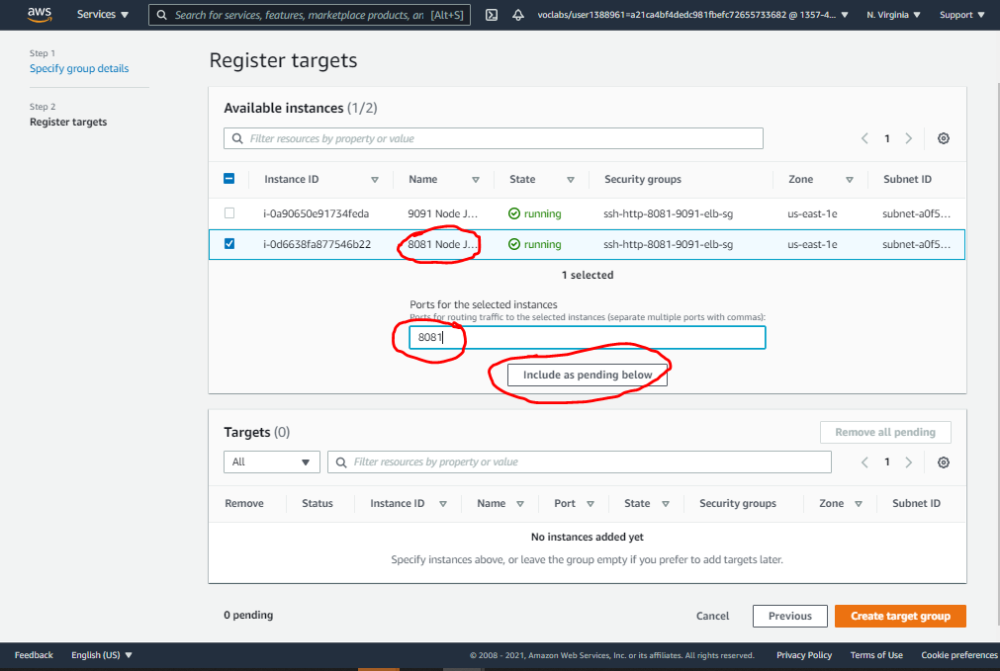 aws Services Search for services, features, marketplace products, an [Alt+S] voclabs/user1388961=a21ca4bf4dedc981fbefc72655733682 @ 1357-4... N. Virginia Support
Step 1
Specify group details
Step 2
Register targets
Register targets
Available instances (1/2)
Filter resources by property or value
1
Instance ID Name State Security groups Zone Subnet ID
i-0a90650e91734feda 9091 Node J... running ssh-http-8081-9091-elb-sg us-east-1e subnet-a0f5...
i-0d6638fa877546b22 8081 Node J... running ssh-http-8081-9091-elb-sg us-east-1e subnet-a0f5...
1 selected
Ports for the selected instances
Ports for routing traffic to the selected instances (separate multiple ports with commas):
8081
Include as pending below
Targets (0)
Remove all pending
All Filter resources by property or value 1
Remove Status Instance ID Name Port State Security groups Zone Subnet ID
No instances added yet
Specify instances above, or leave the group empty if you prefer to add targets later.
0 pending
Cancel Previous Create target group
Feedback English (US) © 2008 - 2021, Amazon Web Services, Inc. or its affiliates. All rights reserved. Privacy Policy Terms of Use Cookie preferences